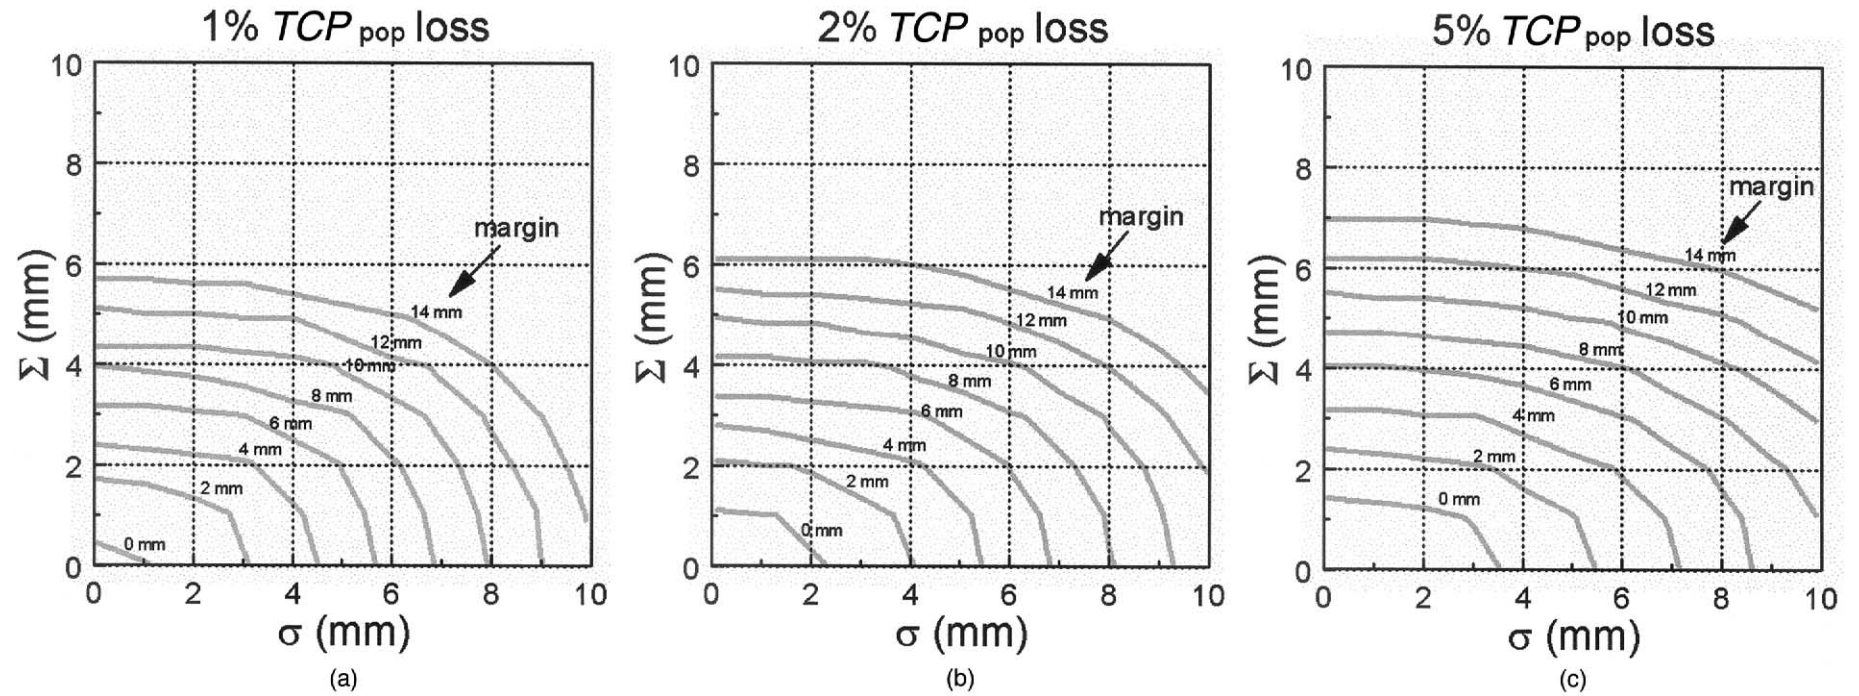 1% TCP pop loss
10
8
6
4
2
0
Σ (mm)
margin
14 mm
12 mm
10 mm
8 mm
6 mm
4 mm
2 mm
0 mm
0 2 4 6 8 10
σ (mm)
(a)
2% TCP pop loss
10
8
6
4
2
0
Σ (mm)
margin
14 mm
12 mm
10 mm
8 mm
6 mm
4 mm
2 mm
0 mm
0 2 4 6 8 10
σ (mm)
(b)
5% TCP pop loss
10
8
6
4
2
0
Σ (mm)
margin
14 mm
12 mm
10 mm
8 mm
6 mm
4 mm
2 mm
0 mm
0 2 4 6 8 10
σ (mm)
(c)